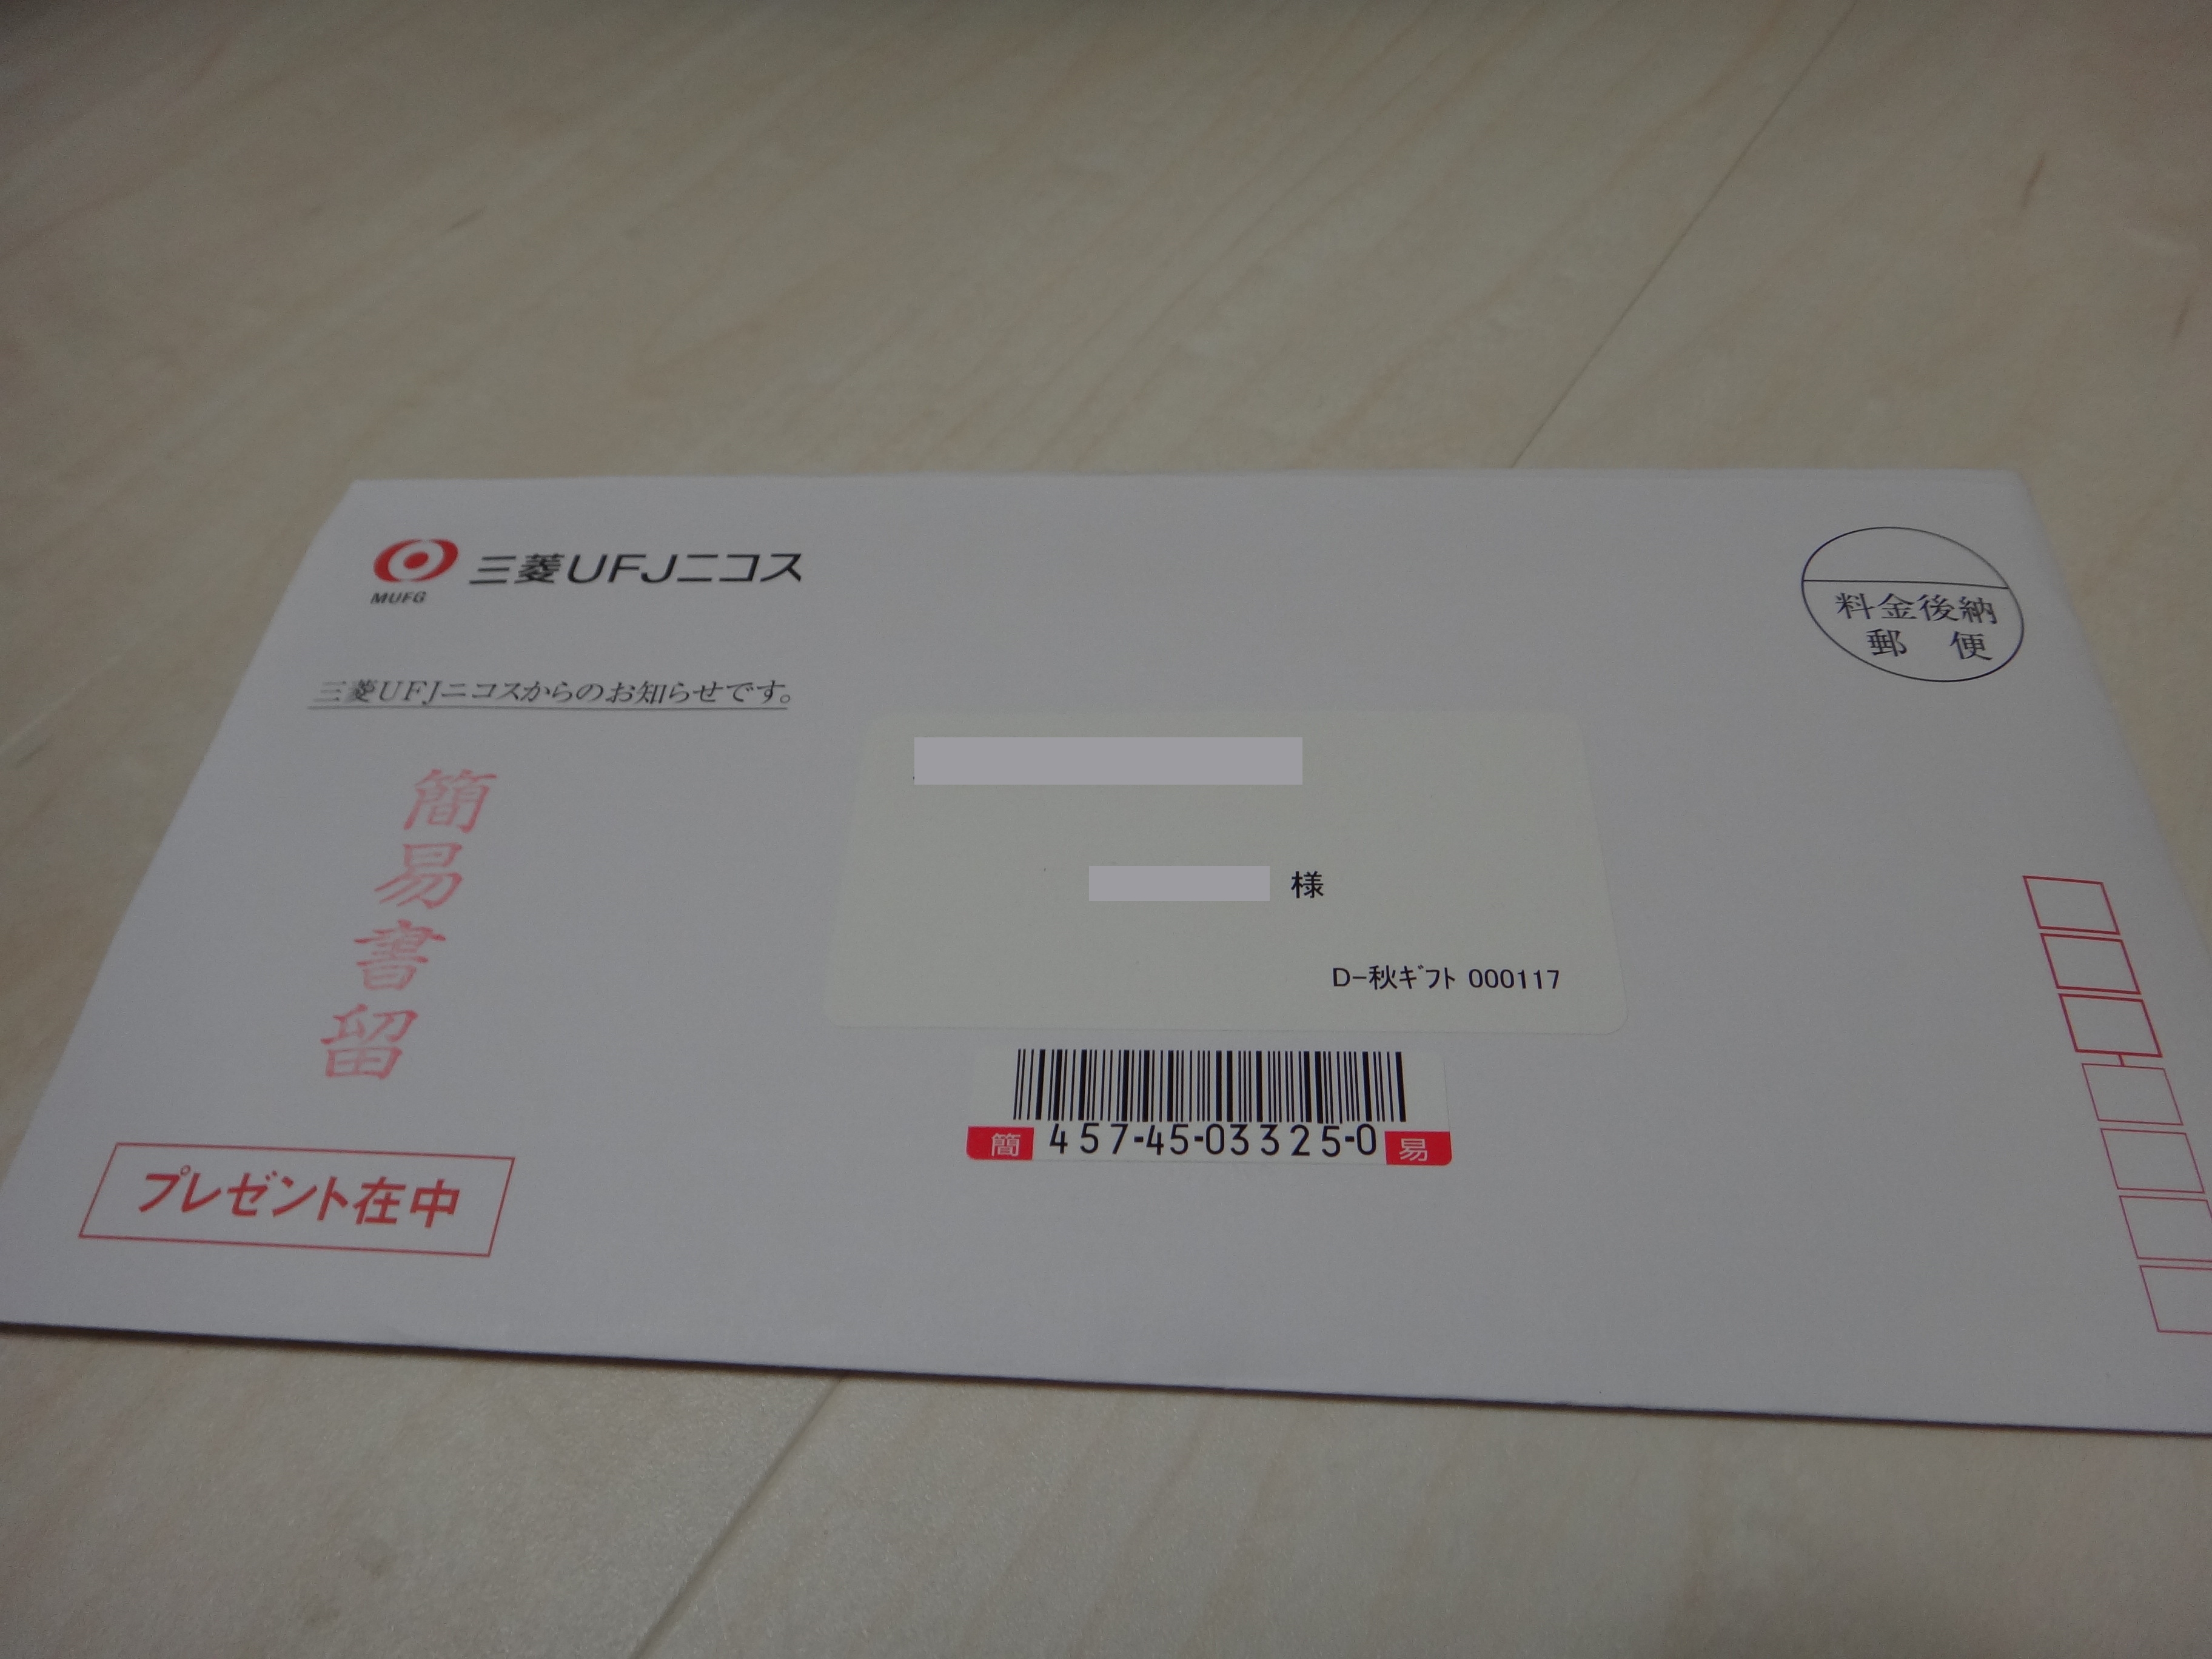 三菱UFJニコス
MUFG
料金後納
郵便
三菱UFJニコスからのお知らせです。
簡易書留
様
D-秋ギフト 000117
簡 457-45-03325-0 易
プレゼント在中